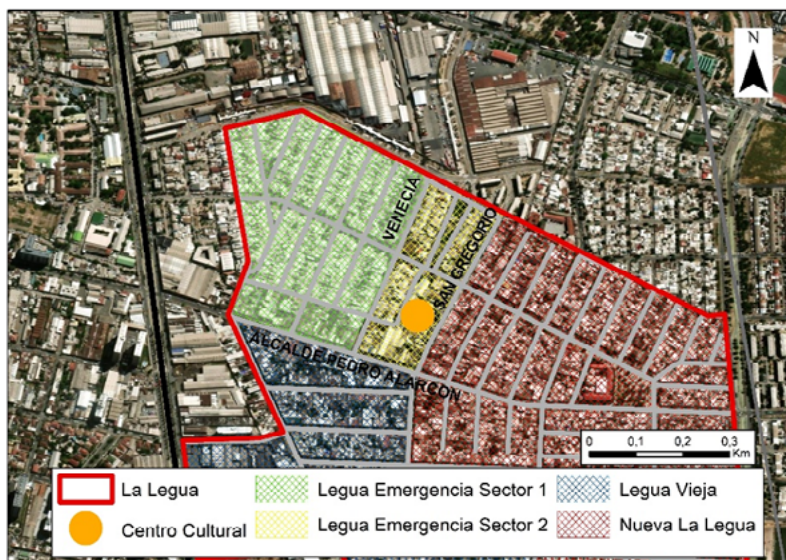 N
VENECIA
SAN GREGORIO
ALCALDE PEDRO ALARCON
0 0,1 0,2 0,3
Km
La Legua
Legua Emergencia Sector 1
Legua Vieja
Centro Cultural
Legua Emergencia Sector 2
Nueva La Legua